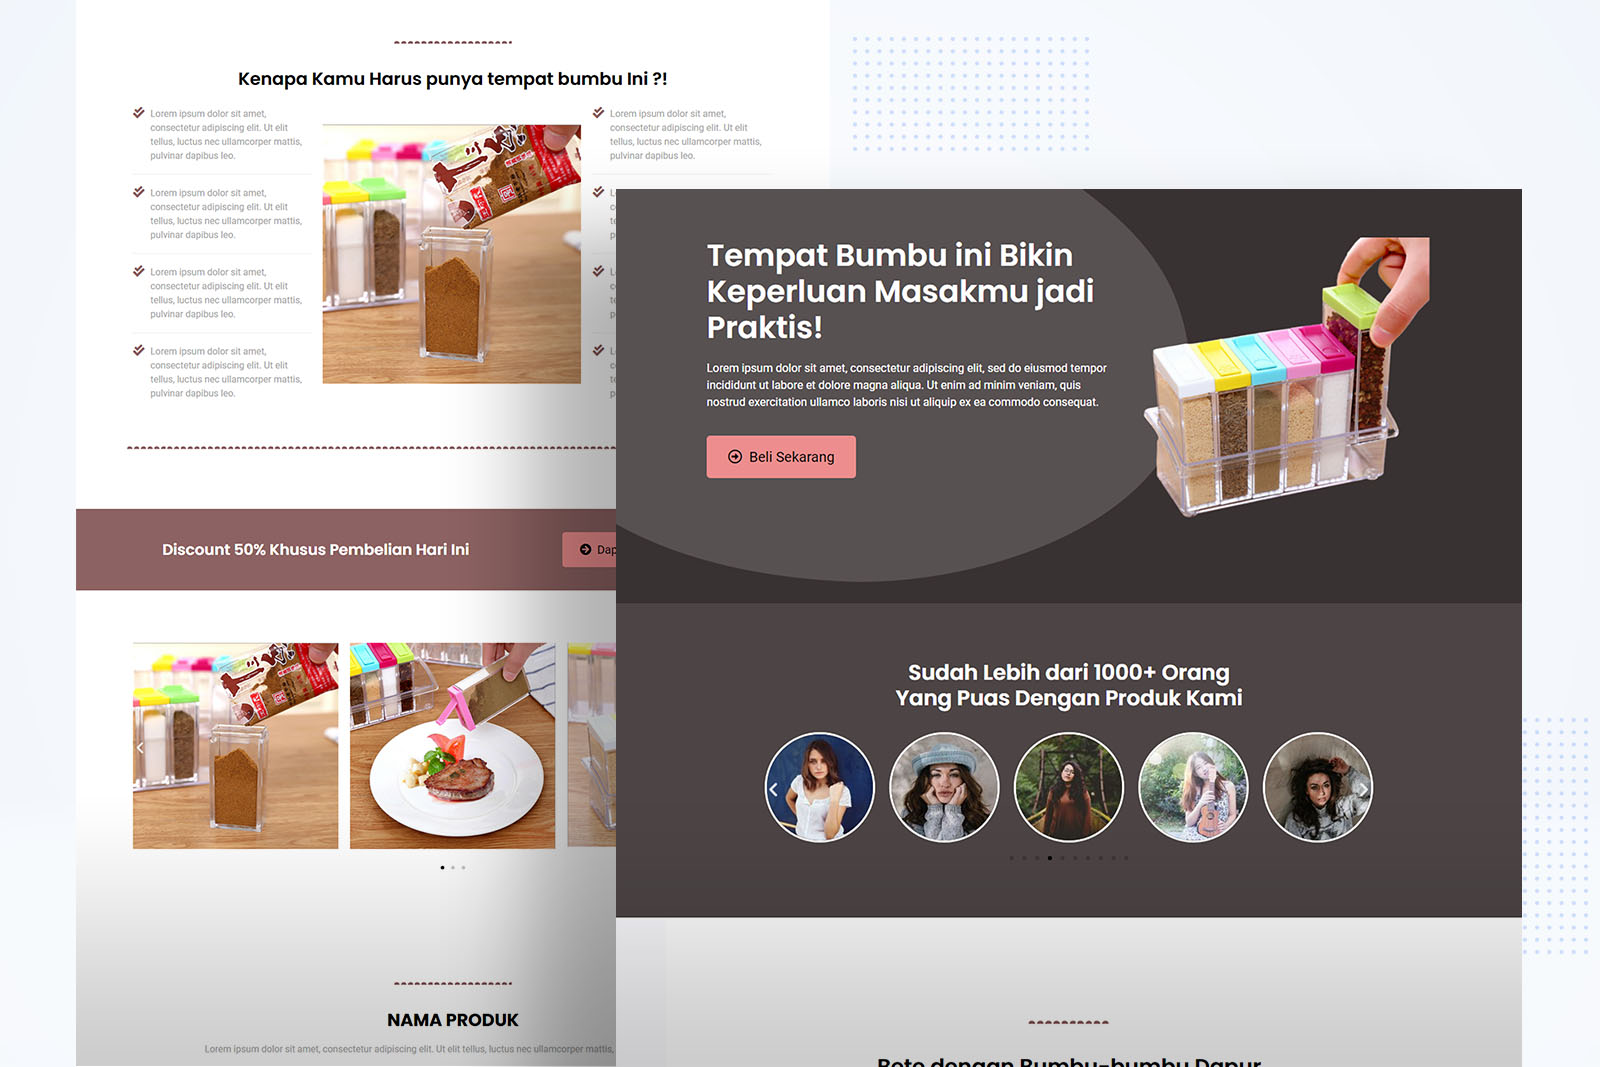 Kenapa Kamu Harus punya tempat bumbu Ini ?!
Lorem ipsum dolor sit amet,
consectetur adipiscing elit. Ut elit
tellus, luctus nec ullamcorper mattis,
pulvinar dapibus leo.
Lorem ipsum dolor sit amet,
consectetur adipiscing elit. Ut elit
tellus, luctus nec ullamcorper mattis,
pulvinar dapibus leo.
Lorem ipsum dolor sit amet,
consectetur adipiscing elit. Ut elit
tellus, luctus nec ullamcorper mattis,
pulvinar dapibus leo.
Lorem ipsum dolor sit amet,
consectetur adipiscing elit. Ut elit
tellus, luctus nec ullamcorper mattis,
pulvinar dapibus leo.
Lorem ipsum dolor sit amet,
consectetur adipiscing elit. Ut elit
tellus, luctus nec ullamcorper mattis,
pulvinar dapibus leo.
Discount 50% Khusus Pembelian Hari Ini
Dap
NAMA PRODUK
Lorem ipsum dolor sit amet, consectetur adipiscing elit. Ut elit tellus, luctus nec ullamcorper mattis,
Tempat Bumbu ini Bikin
Keperluan Masakmu jadi
Praktis!
Lorem ipsum dolor sit amet, consectetur adipiscing elit, sed do eiusmod tempor
incididunt ut labore et dolore magna aliqua. Ut enim ad minim veniam, quis
nostrud exercitation ullamco laboris nisi ut aliquip ex ea commodo consequat.
Beli Sekarang
Sudah Lebih dari 1000+ Orang
Yang Puas Dengan Produk Kami
dengan Bumbu-bumbu Dapur